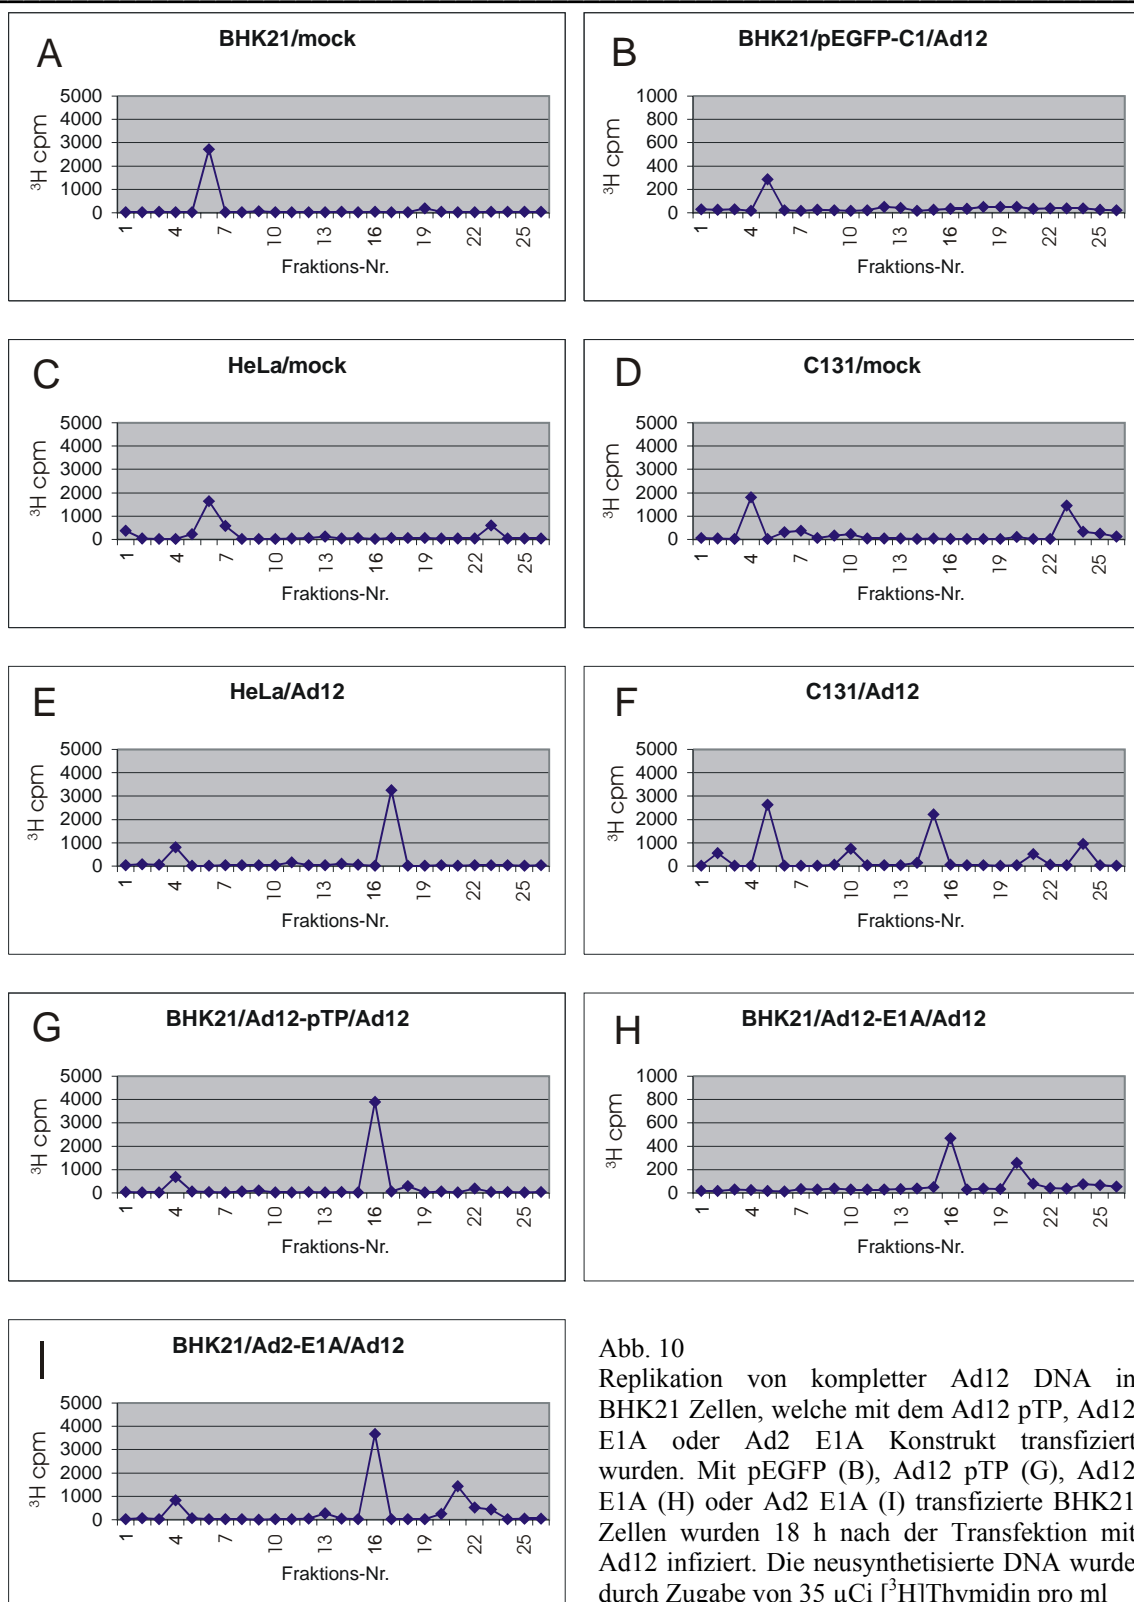 A
BHK21/mock
5000
4000
3000
2000
1000
0
³H cpm
1 4 7 10 13 16 19 22 25
Fraktions-Nr.
B
BHK21/pEGFP-C1/Ad12
1000
800
600
400
200
0
³H cpm
1 4 7 10 13 16 19 22 25
Fraktions-Nr.
C
HeLa/mock
5000
4000
3000
2000
1000
0
³H cpm
1 4 7 10 13 16 19 22 25
Fraktions-Nr.
D
C131/mock
5000
4000
3000
2000
1000
0
³H cpm
1 4 7 10 13 16 19 22 25
Fraktions-Nr.
E
HeLa/Ad12
5000
4000
3000
2000
1000
0
³H cpm
1 4 7 10 13 16 19 22 25
Fraktions-Nr.
F
C131/Ad12
5000
4000
3000
2000
1000
0
³H cpm
1 4 7 10 13 16 19 22 25
Fraktions-Nr.
G
BHK21/Ad12-pTP/Ad12
5000
4000
3000
2000
1000
0
³H cpm
1 4 7 10 13 16 19 22 25
Fraktions-Nr.
H
BHK21/Ad12-E1A/Ad12
1000
800
600
400
200
0
³H cpm
1 4 7 10 13 16 19 22 25
Fraktions-Nr.
I
BHK21/Ad2-E1A/Ad12
5000
4000
3000
2000
1000
0
³H cpm
1 4 7 10 13 16 19 22 25
Fraktions-Nr.
Abb. 10
Replikation von kompletter Ad12 DNA in
BHK21 Zellen, welche mit dem Ad12 pTP, Ad12
E1A oder Ad2 E1A Konstrukt transfiziert
wurden. Mit pEGFP (B), Ad12 pTP (G), Ad12
E1A (H) oder Ad2 E1A (I) transfizierte BHK21
Zellen wurden 18 h nach der Transfektion mit
Ad12 infiziert. Die neusynthetisierte DNA wurde
durch Zugabe von 35 µCi [³H]Thymidin pro ml